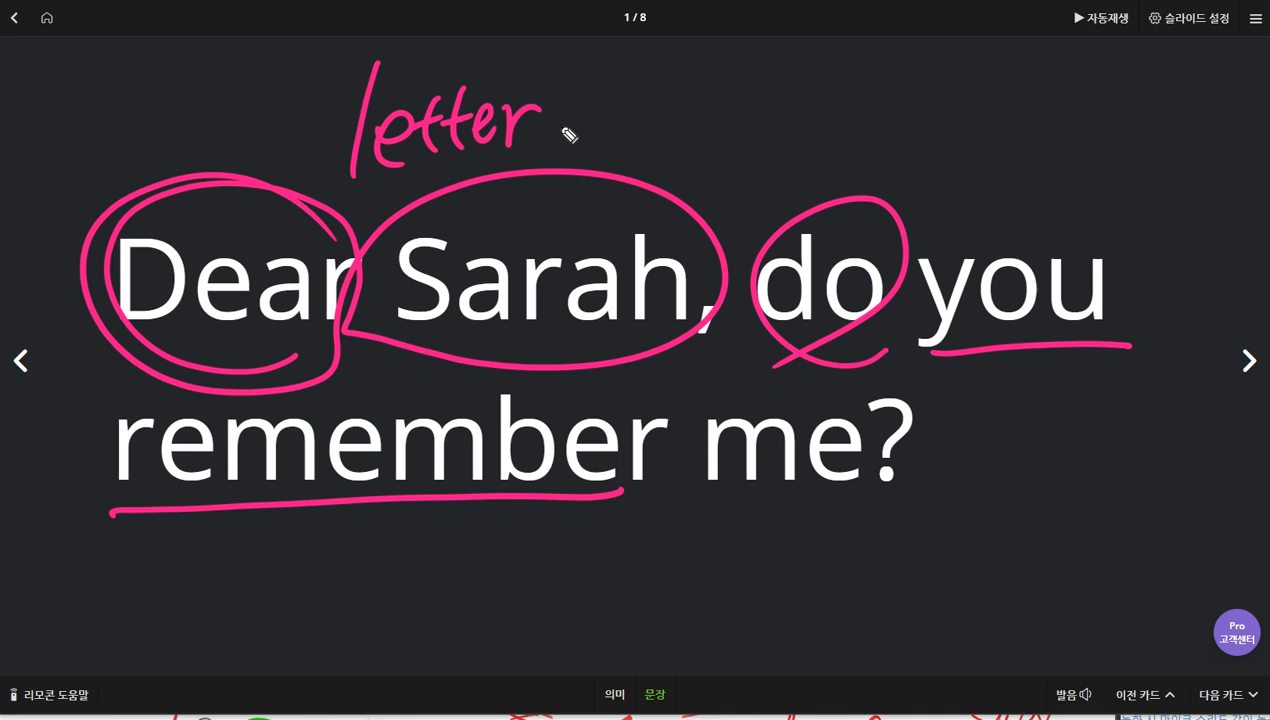 1 / 8
자동재생
슬라이드 설정
letter
Dear Sarah, do you
remember me?
Pro
고객센터
리모콘 도움말
의미
문장
발음
이전 카드
다음 카드